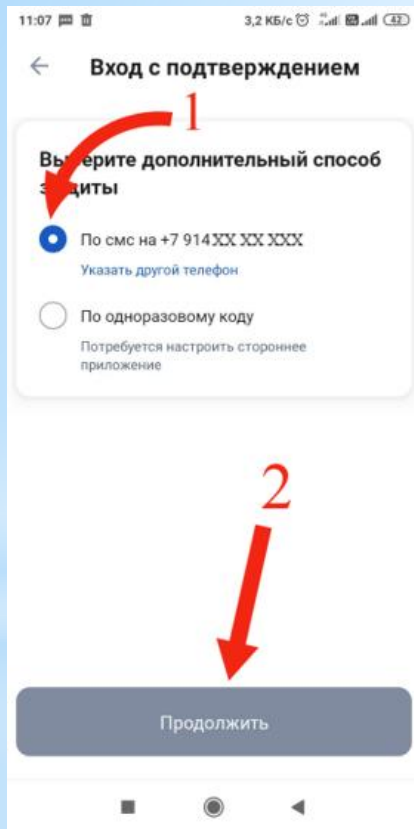 11:07 3,2 КБ/с 42
Вход с подтверждением
1
Выберите дополнительный способ
защиты
По смс на +7 914 XX XX XXX
Указать другой телефон
По одноразовому коду
Потребуется настроить стороннее
приложение
2
Продолжить